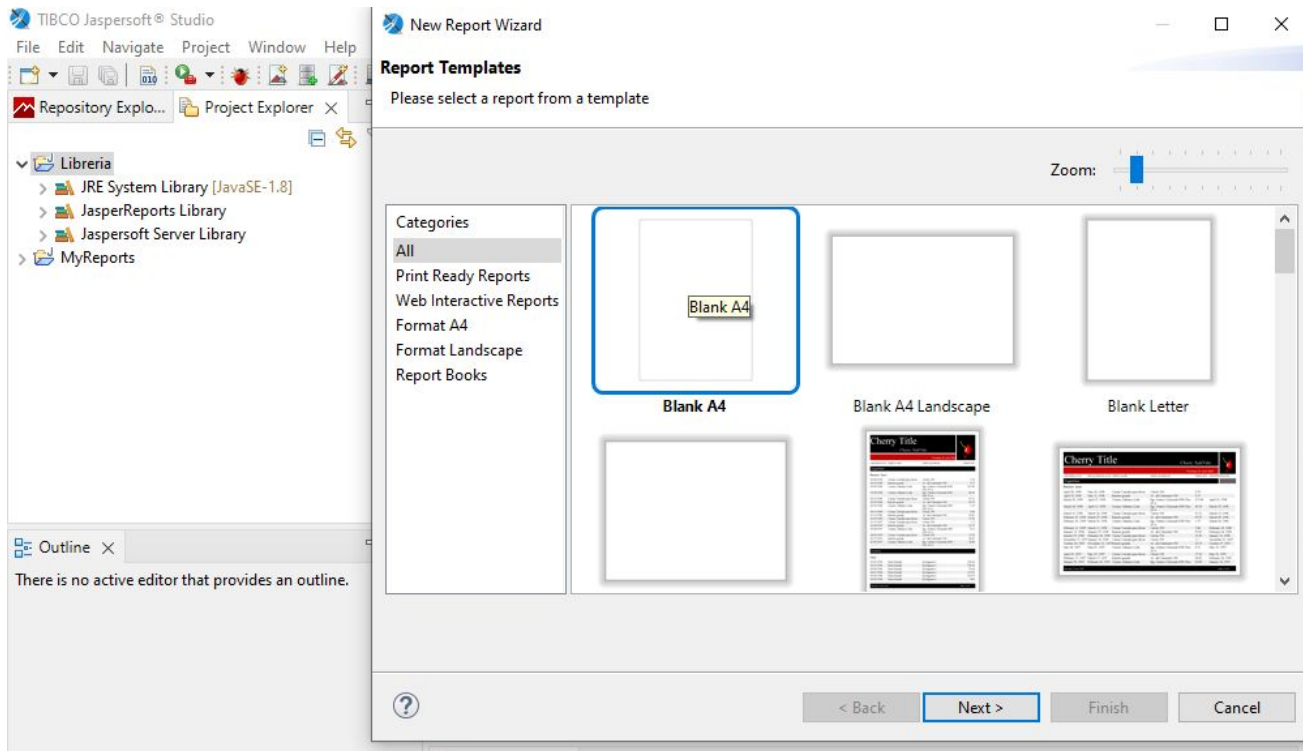 TIBCO Jaspersoft® Studio
File Edit Navigate Project Window Help
Repository Explo... Project Explorer
Libreria
JRE System Library [JavaSE-1.8]
JasperReports Library
Jaspersoft Server Library
MyReports
Outline
There is no active editor that provides an outline.
New Report Wizard
Report Templates
Please select a report from a template
Zoom:
Categories
All
Print Ready Reports
Web Interactive Reports
Format A4
Format Landscape
Report Books
Blank A4
Blank A4
Blank A4 Landscape
Blank Letter
Cherry Title
Cherry Title
< Back
Next >
Finish
Cancel